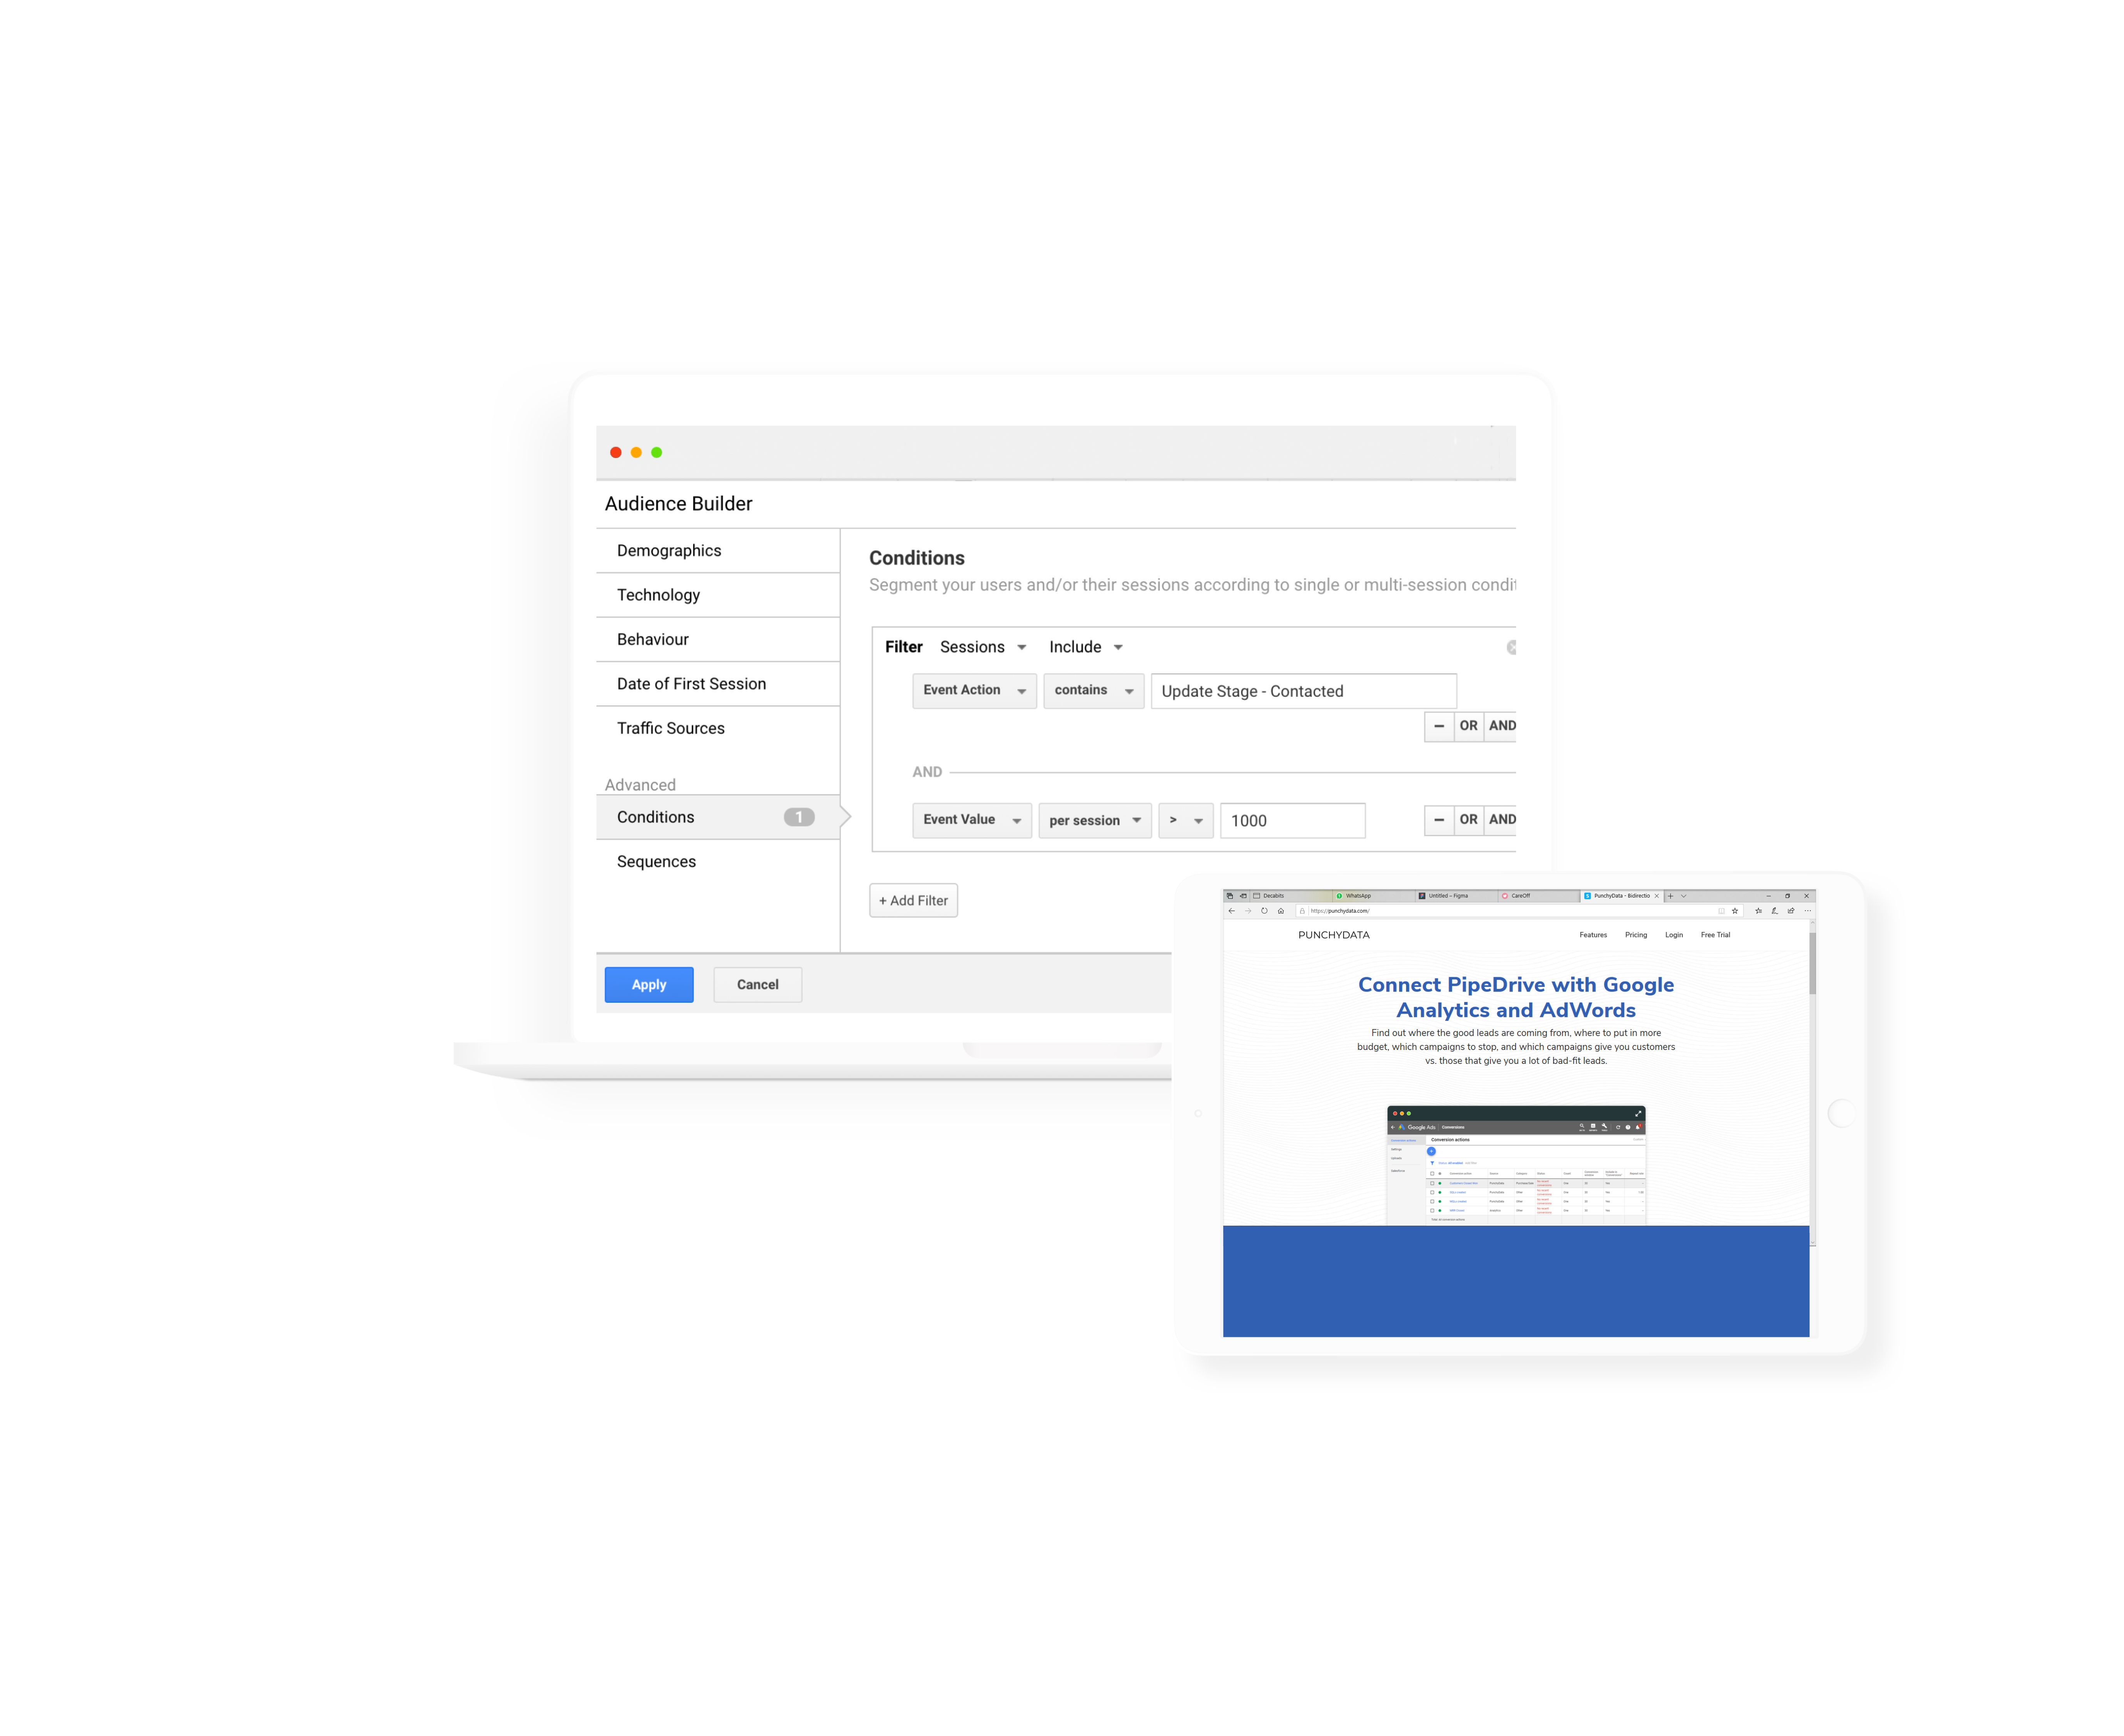 Audience Builder
Demographics
Technology
Behaviour
Date of First Session
Traffic Sources
Advanced
Conditions 1
Sequences
Conditions
Segment your users and/or their sessions according to single or multi-session condit
Filter Sessions Include
Event Action contains Update Stage - Contacted
− OR AND
AND
Event Value per session > 1000 − OR AND
+ Add Filter
Apply Cancel
Decabits WhatsApp Untitled – Figma CareOff PunchyData - Bidirectio
https://punchydata.com/
PUNCHYDATA Features Pricing Login Free Trial
Connect PipeDrive with Google
Analytics and AdWords
Find out where the good leads are coming from, where to put in more
budget, which campaigns to stop, and which campaigns give you customers
vs. those that give you a lot of bad-fit leads.
Google Ads Conversions
Conversion actions